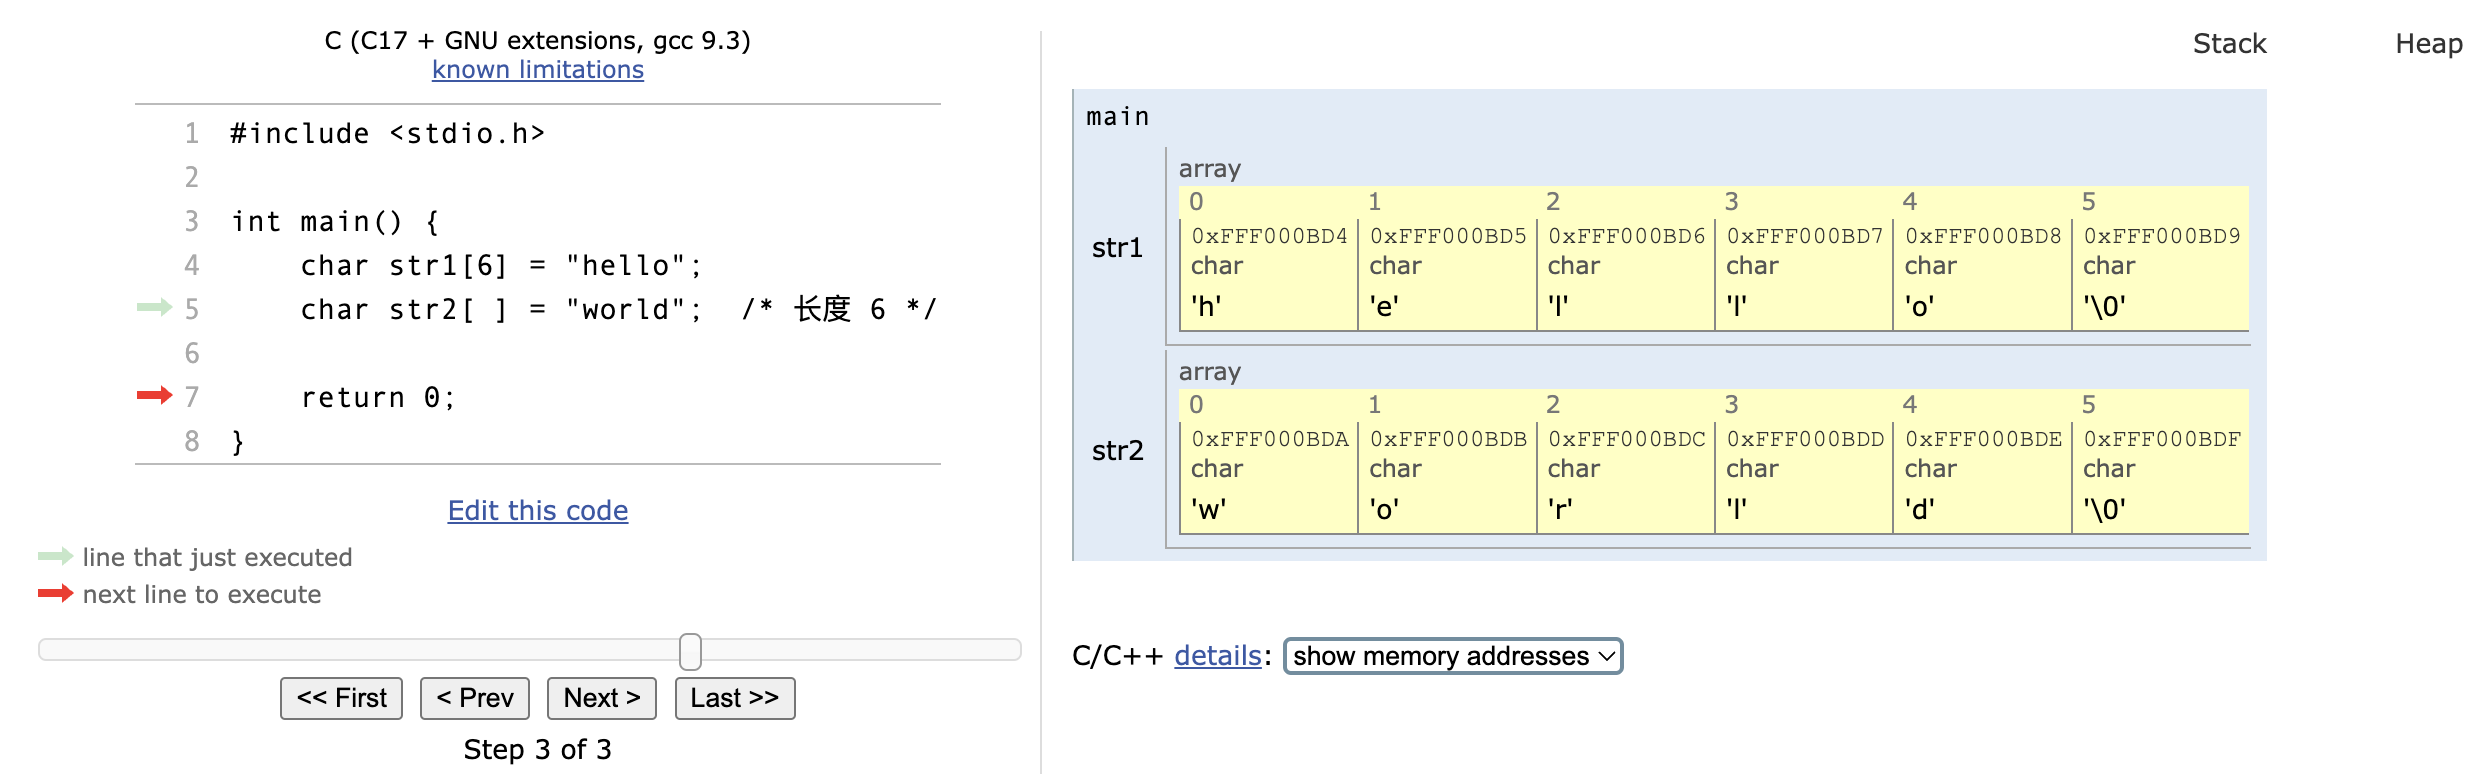 C (C17 + GNU extensions, gcc 9.3)
known limitations
1 #include <stdio.h>
2
3 int main() {
4     char str1[6] = "hello";
5     char str2[ ] = "world";  /* 长度 6 */
6
7     return 0;
8 }
Edit this code
line that just executed
next line to execute
<< First < Prev Next > Last >>
Step 3 of 3
Stack Heap
main
array
0 1 2 3 4 5
0xFFF000BD4 0xFFF000BD5 0xFFF000BD6 0xFFF000BD7 0xFFF000BD8 0xFFF000BD9
str1
char char char char char char
'h' 'e' 'l' 'l' 'o' '\0'
array
0 1 2 3 4 5
0xFFF000BDA 0xFFF000BDB 0xFFF000BDC 0xFFF000BDD 0xFFF000BDE 0xFFF000BDF
str2
char char char char char char
'w' 'o' 'r' 'l' 'd' '\0'
C/C++ details: show memory addresses